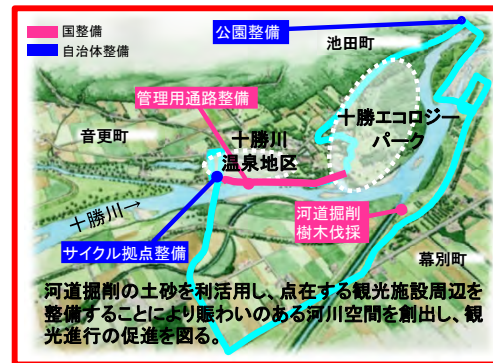 国整備
自治体整備
公園整備
池田町
管理用通路整備
音更町
十勝川
温泉地区
十勝エコロジー
パーク
十勝川→
サイクル拠点整備
河道掘削
樹木伐採
幕別町
河道掘削の土砂を利活用し、点在する観光施設周辺を
整備することにより賑わいのある河川空間を創出し、観
光進行の促進を図る。